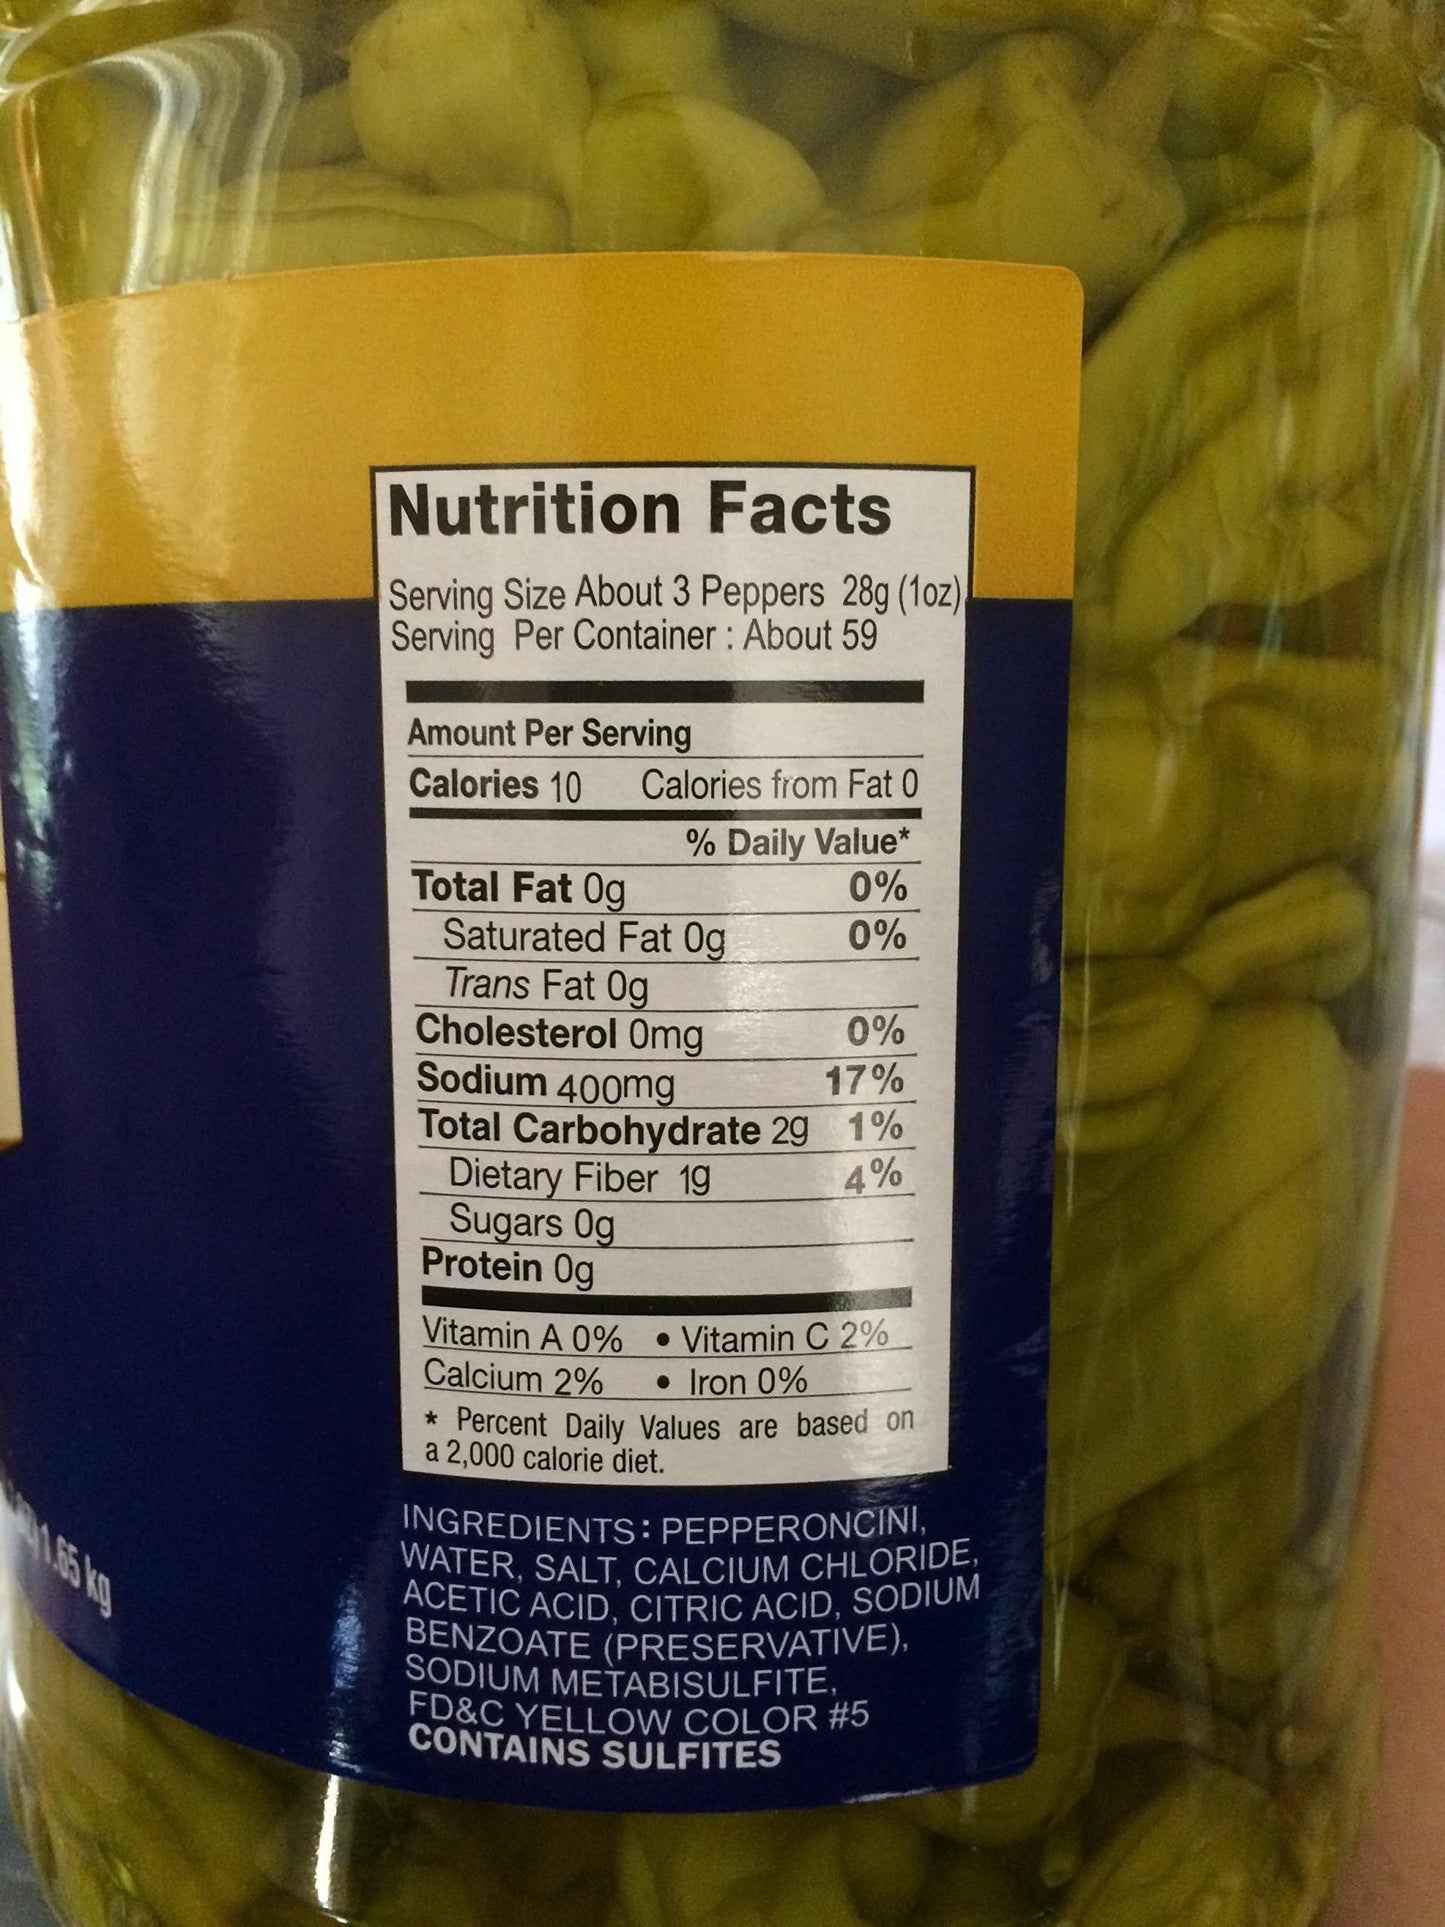 Nutrition Facts
Serving Size About 3 Peppers 28g (1oz)
Serving Per Container : About 59
Amount Per Serving
Calories 10 Calories from Fat 0
% Daily Value*
Total Fat 0g 0%
Saturated Fat 0g 0%
Trans Fat 0g
Cholesterol 0mg 0%
Sodium 400mg 17%
Total Carbohydrate 2g 1%
Dietary Fiber 1g 4%
Sugars 0g
Protein 0g
Vitamin A 0% • Vitamin C 2%
Calcium 2% • Iron 0%
* Percent Daily Values are based on
a 2,000 calorie diet.
1.65 kg
INGREDIENTS: PEPPERONCINI,
WATER, SALT, CALCIUM CHLORIDE,
ACETIC ACID, CITRIC ACID, SODIUM
BENZOATE (PRESERVATIVE),
SODIUM METABISULFITE,
FD&C YELLOW COLOR #5
CONTAINS SULFITES